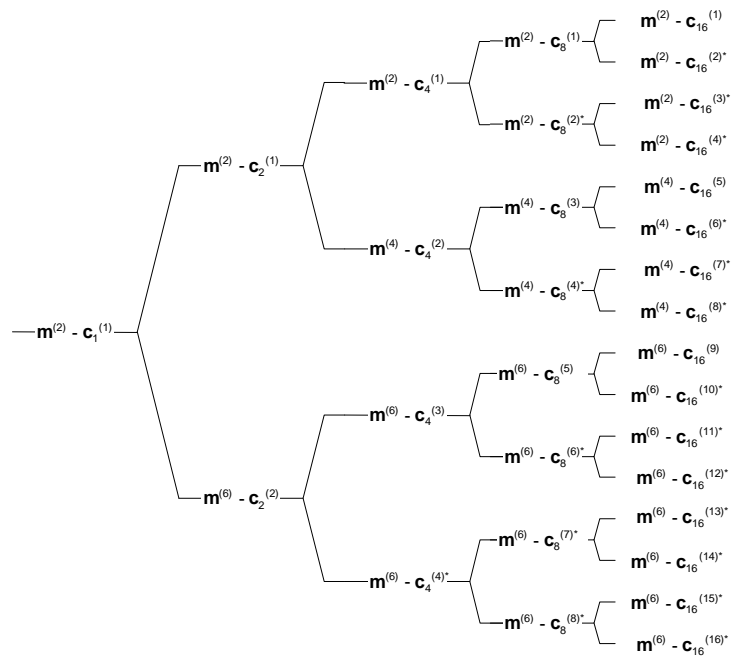 m(2) - c16(1)
m(2) - c8(1)
m(2) - c16(2)*
m(2) - c4(1)
m(2) - c16(3)*
m(2) - c8(2)*
m(2) - c16(4)*
m(2) - c2(1)
m(4) - c16(5)
m(4) - c8(3)
m(4) - c16(6)*
m(4) - c4(2)
m(4) - c16(7)*
m(4) - c8(4)*
m(4) - c16(8)*
m(2) - c1(1)
m(6) - c16(9)
m(6) - c8(5)
m(6) - c16(10)*
m(6) - c4(3)
m(6) - c16(11)*
m(6) - c8(6)*
m(6) - c16(12)*
m(6) - c2(2)
m(6) - c16(13)*
m(6) - c8(7)*
m(6) - c16(14)*
m(6) - c4(4)*
m(6) - c16(15)*
m(6) - c8(8)*
m(6) - c16(16)*